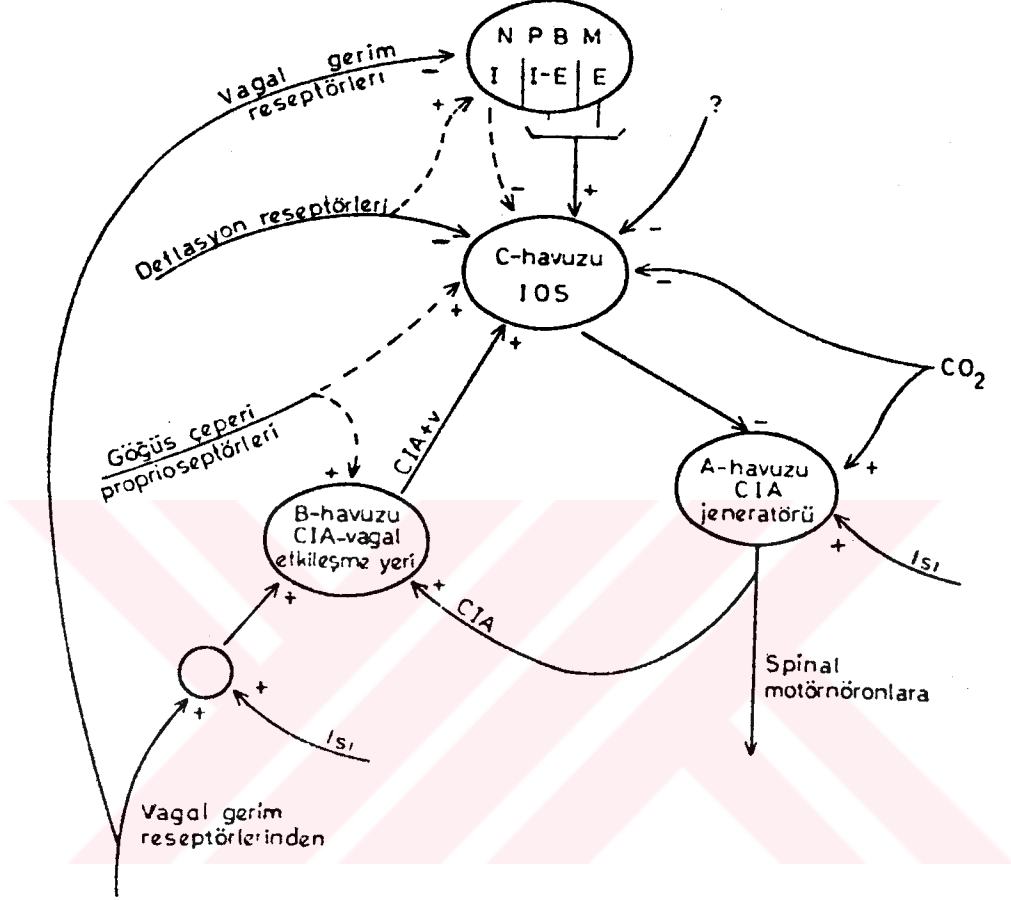 N P B M
I I-E E
Vagal gerim
reseptörleri
-
+
?
-
+
-
Deflasyon reseptörleri
-
C-havuzu
IOS
-
+
+
CO₂
-
+
Göğüs çeperi
proprioseptörleri
+
CIA+v
A-havuzu
CIA
jeneratörü
B-havuzu
CIA-vagal
etkileşme yeri
+
Isı
+
CIA
+
+
+
Isı
Spinal
motörnöronlara
Vagal gerim
reseptörlerinden